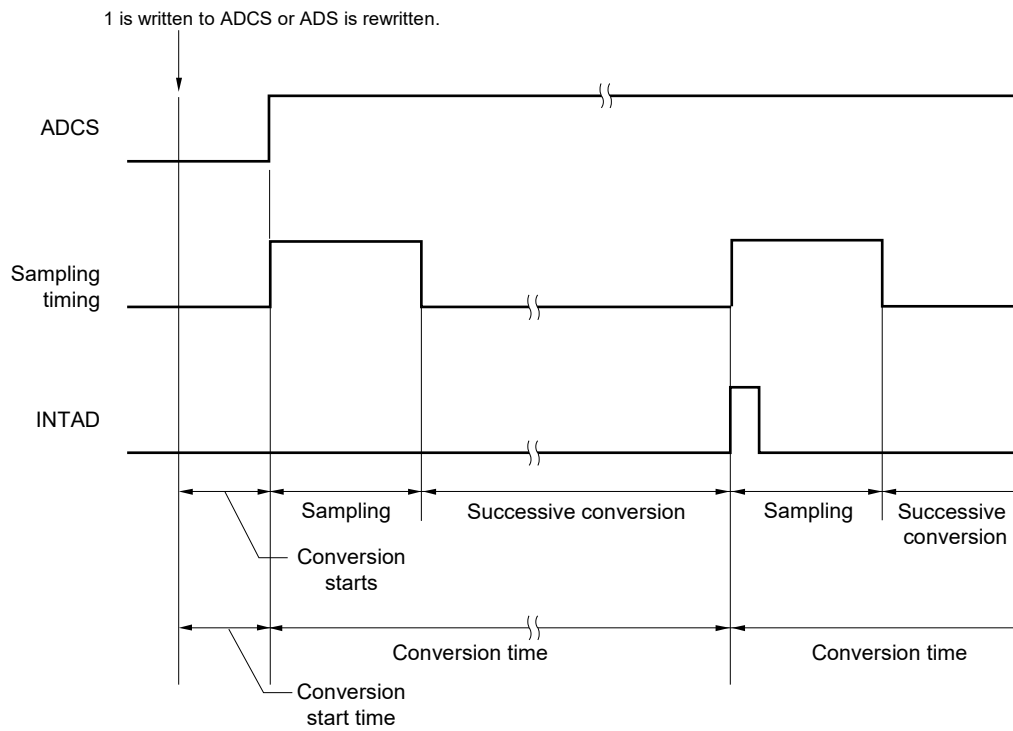 1 is written to ADCS or ADS is rewritten.
ADCS
Sampling
timing
INTAD
Sampling
Successive conversion
Sampling
Successive
conversion
Conversion
starts
Conversion time
Conversion time
Conversion
start time